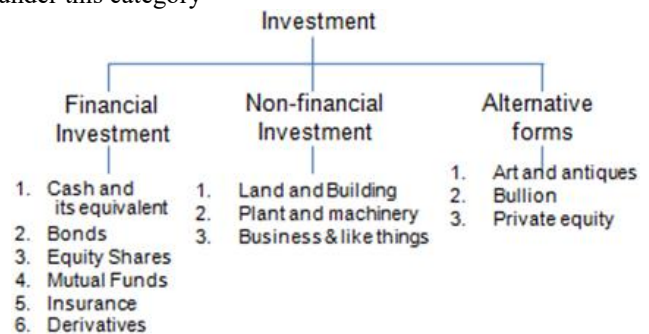 under this category
Investment
Financial
Investment
Non-financial
Investment
Alternative
forms
1. Cash and
its equivalent
2. Bonds
3. Equity Shares
4. Mutual Funds
5. Insurance
6. Derivatives
1. Land and Building
2. Plant and machinery
3. Business & like things
1. Art and antiques
2. Bullion
3. Private equity